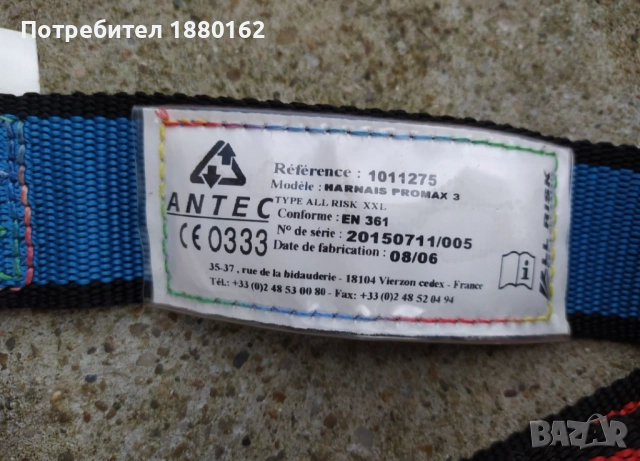 Потребител 1880162
ANTEC
CE 0333
Référence : 1011275
Modèle : HARNAIS PROMAX 3
TYPE ALL RISK XXL
Conforme : EN 361
Nº de série : 20150711/005
Date de fabrication : 08/06
35-37 , rue de la bidauderie - 18104 Vierzon cedex - France
Tél.: +33 (0)2 48 53 00 80 - Fax: +33 (0)2 48 52 04 94
i
ALL RISK
BAZAR